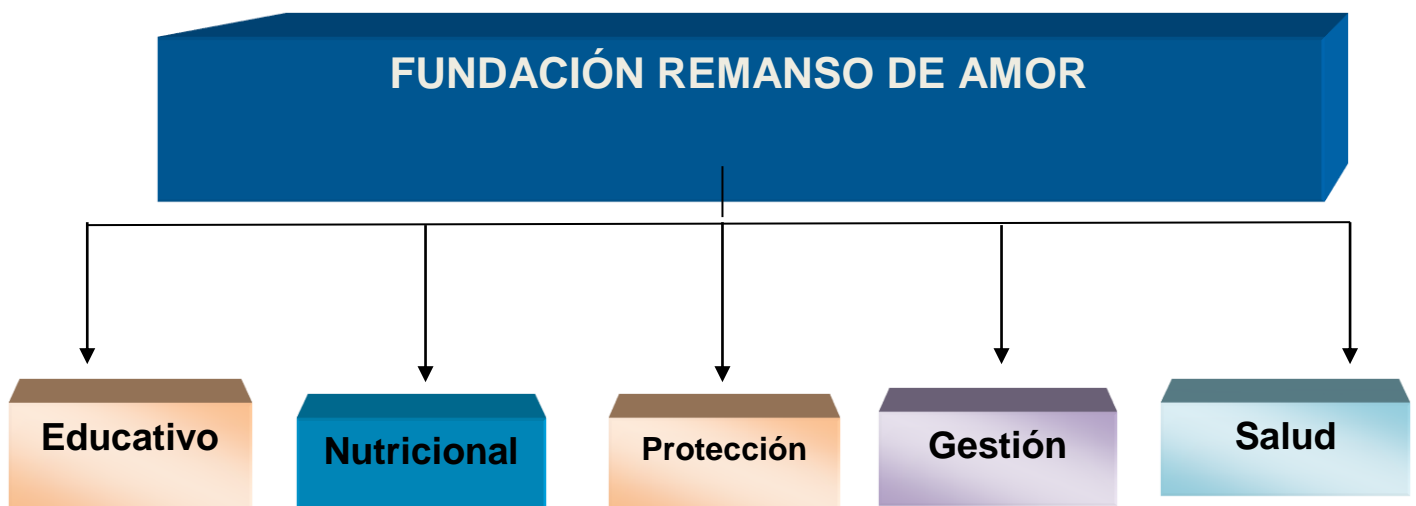 FUNDACIÓN REMANSO DE AMOR
Educativo
Nutricional
Protección
Gestión
Salud